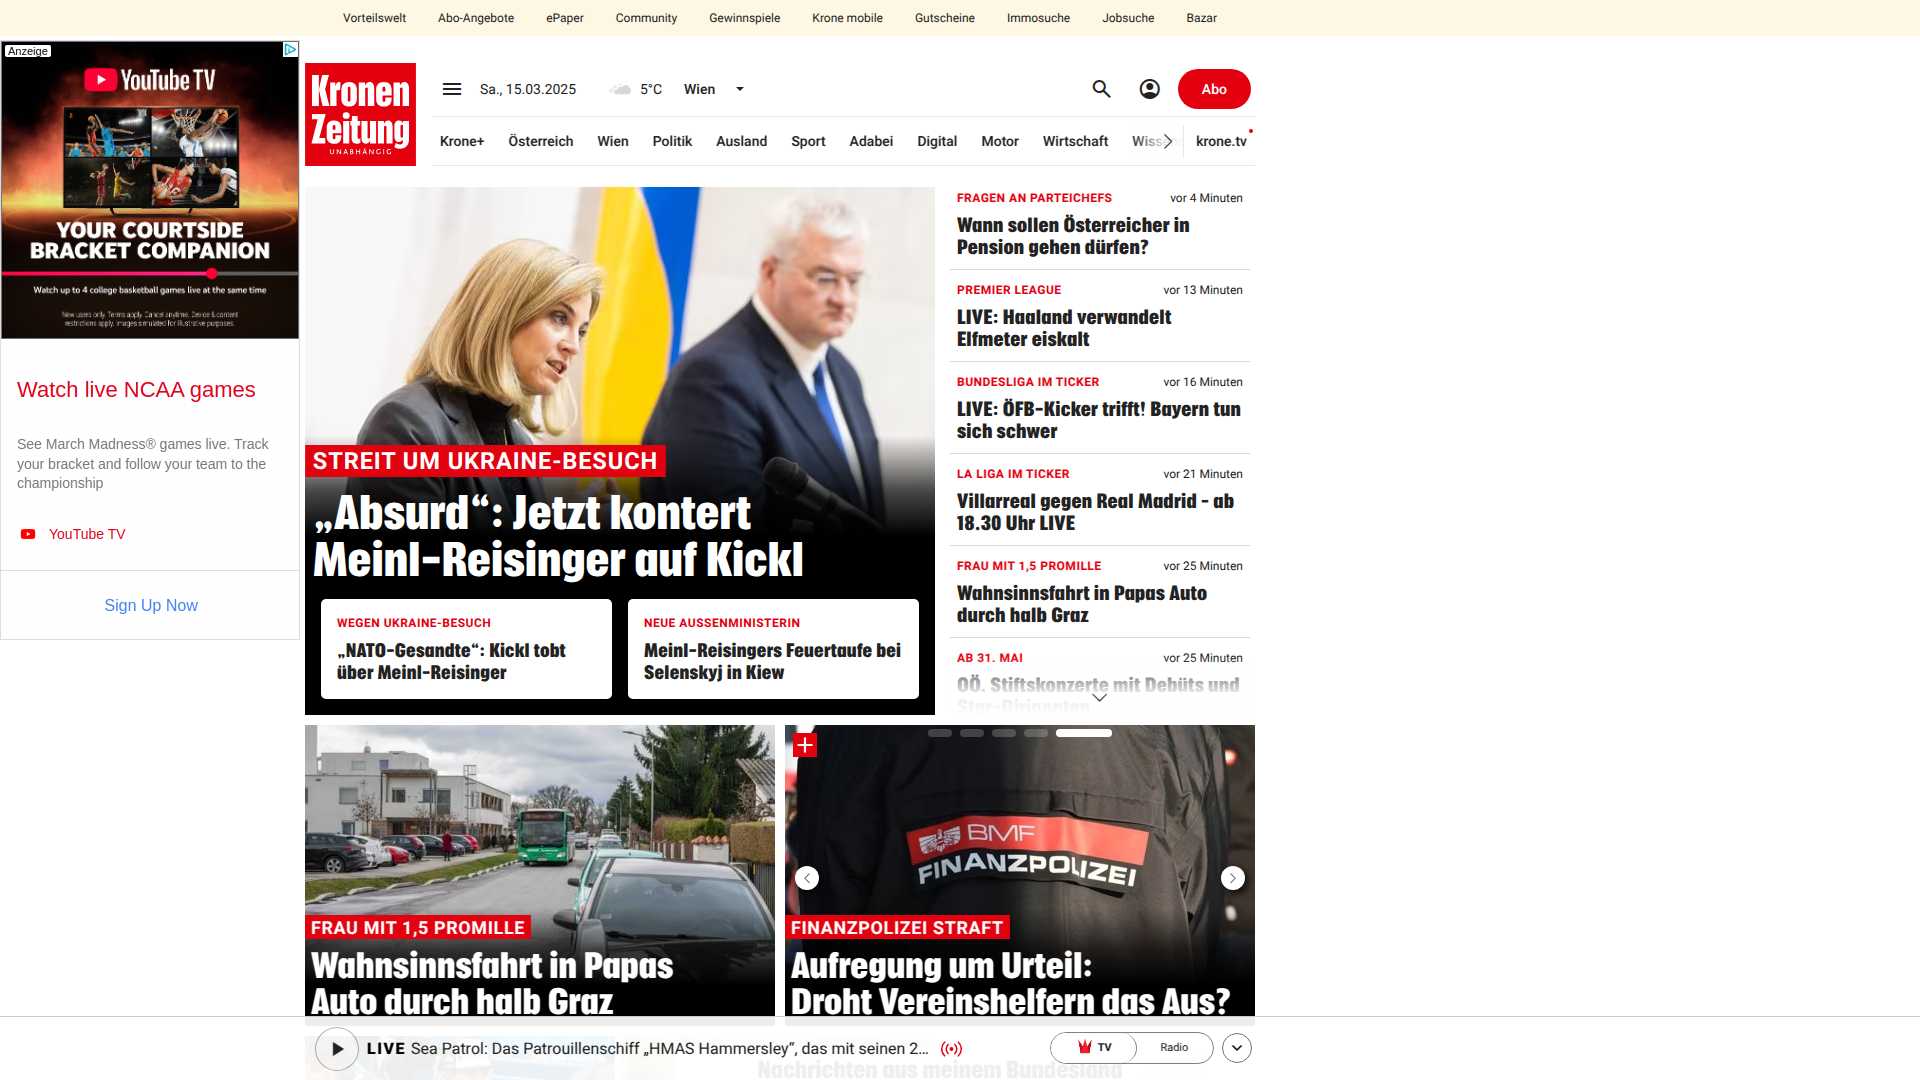 Vorteilswelt Abo-Angebote ePaper Community Gewinnspiele Krone mobile Gutscheine Immosuche Jobsuche Bazar
Anzeige
YouTube TV
YOUR COURTSIDE
BRACKET COMPANION
Watch up to 4 college basketball games live at the same time
New users only. Terms apply. Cancel anytime. Device & content
restrictions apply. Images simulated for illustrative purposes.
Watch live NCAA games
See March Madness® games live. Track
your bracket and follow your team to the
championship
YouTube TV
Sign Up Now
Kronen
Zeitung
UNABHÄNGIG
Sa., 15.03.2025 5°C Wien
Abo
Krone+ Österreich Wien Politik Ausland Sport Adabei Digital Motor Wirtschaft krone.tv
STREIT UM UKRAINE-BESUCH
„Absurd“: Jetzt kontert
Meinl-Reisinger auf Kickl
WEGEN UKRAINE-BESUCH
„NATO-Gesandte“: Kickl tobt
über Meinl-Reisinger
NEUE AUSSENMINISTERIN
Meinl-Reisingers Feuertaufe bei
Selenskyj in Kiew
FRAGEN AN PARTEICHEFS vor 4 Minuten
Wann sollen Österreicher in
Pension gehen dürfen?
PREMIER LEAGUE vor 13 Minuten
LIVE: Haaland verwandelt
Elfmeter eiskalt
BUNDESLIGA IM TICKER vor 16 Minuten
LIVE: ÖFB-Kicker trifft! Bayern tun
sich schwer
LA LIGA IM TICKER vor 21 Minuten
Villarreal gegen Real Madrid - ab
18.30 Uhr LIVE
FRAU MIT 1,5 PROMILLE vor 25 Minuten
Wahnsinnsfahrt in Papas Auto
durch halb Graz
AB 31. MAI vor 25 Minuten
OÖ. Stiftskonzerte mit Debüts und
Star-Dirigenten
FRAU MIT 1,5 PROMILLE
Wahnsinnsfahrt in Papas
Auto durch halb Graz
BMF
FINANZPOLIZEI
FINANZPOLIZEI STRAFT
Aufregung um Urteil:
Droht Vereinshelfern das Aus?
LIVE Sea Patrol: Das Patrouillenschiff „HMAS Hammersley“, das mit seinen 2...
TV Radio
Nachrichten aus meinem Bundesland